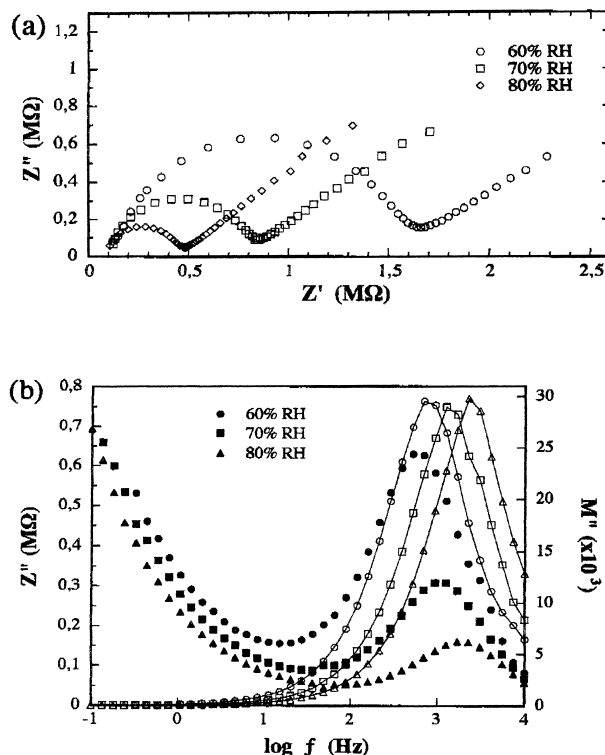 (a)
1,3
1
0,8
0,6
0,4
0,2
0
Z" (MΩ)
60% RH
70% RH
80% RH
0
0,5
1
1,5
2
2,5
Z' (MΩ)
(b)
0,8
0,7
0,6
0,5
0,4
0,3
0,2
0,1
0
Z" (MΩ)
60% RH
70% RH
80% RH
30
25
20
15
10
5
0
M" (x10³)
-1
0
1
2
3
4
log f (Hz)